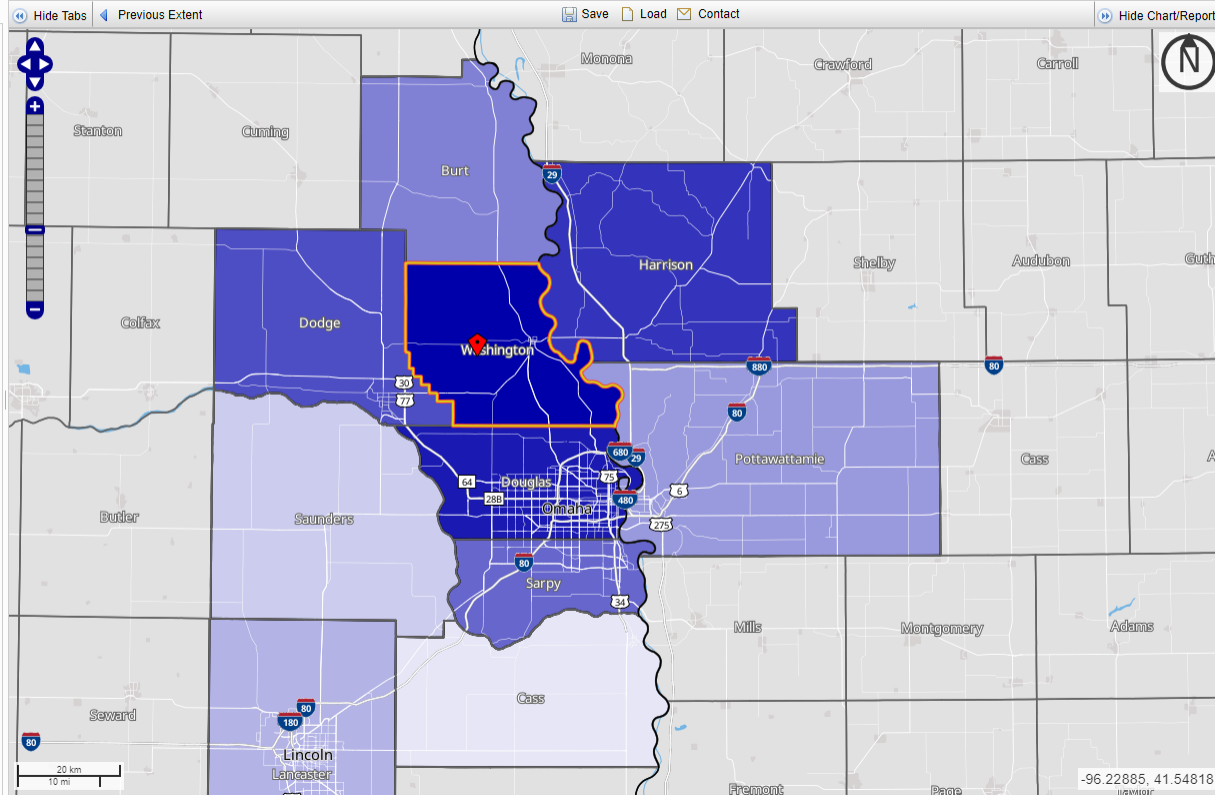 Hide Tabs Previous Extent Save Load Contact Hide Chart/Report
Monona Crawford Carroll
N
Stanton Cuming
Burt 29
Harrison Shelby Audubon Guth
Colfax Dodge
Washington
880 80
30
77 80
680 29 Pottawattamie Cass A
64 Douglas 75
28B 480 6
Omaha
Butler Saunders 275
80
Sarpy
34
Mills Montgomery Adams
Cass
80
Seward 180
80
Lincoln
20 km Lancaster
10 mi -96.22885, 41.54818
Fremont Page Taylor